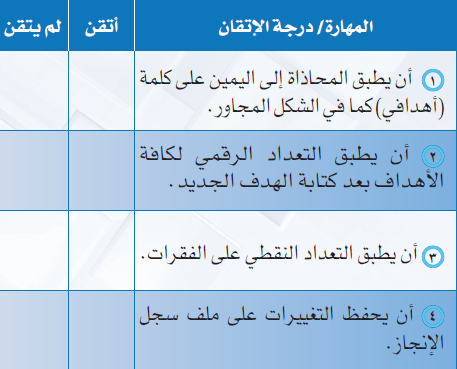 المهارة/ درجة الإتقان أتقن لم يتقن
١ أن يطبق المحاذاة إلى اليمين على كلمة
(أهدافي) كما في الشكل المجاور.
٢ أن يطبق التعداد الرقمي لكافة
الأهداف بعد كتابة الهدف الجديد.
٣ أن يطبق التعداد النقطي على الفقرات.
٤ أن يحفظ التغييرات على ملف سجل
الإنجاز.